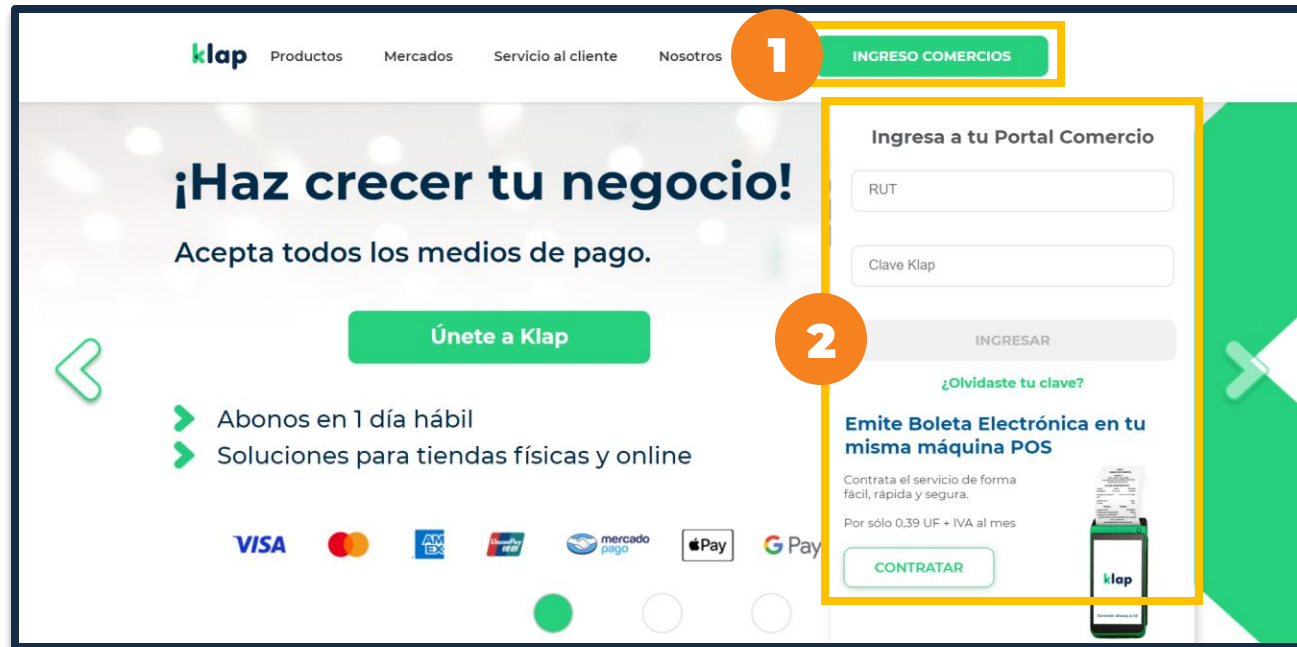 klap Productos Mercados Servicio al cliente Nosotros 1 INGRESO COMERCIOS
¡Haz crecer tu negocio!
Acepta todos los medios de pago.
Únete a Klap
Abonos en 1 día hábil
Soluciones para tiendas físicas y online
VISA AM EX UnionPay mercado pago Pay G Pay
Ingresa a tu Portal Comercio
RUT
Clave Klap
2 INGRESAR
¿Olvidaste tu clave?
Emite Boleta Electrónica en tu
misma máquina POS
Contrata el servicio de forma
fácil, rápida y segura.
Por sólo 0,39 UF + IVA al mes
CONTRATAR
klap